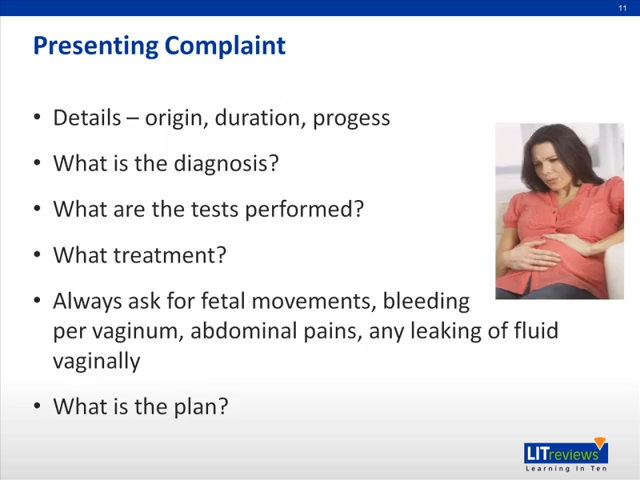 11
Presenting Complaint
• Details – origin, duration, progess
• What is the diagnosis?
• What are the tests performed?
• What treatment?
• Always ask for fetal movements, bleeding
per vaginum, abdominal pains, any leaking of fluid
vaginally
• What is the plan?
LITreviews
Learning In Ten